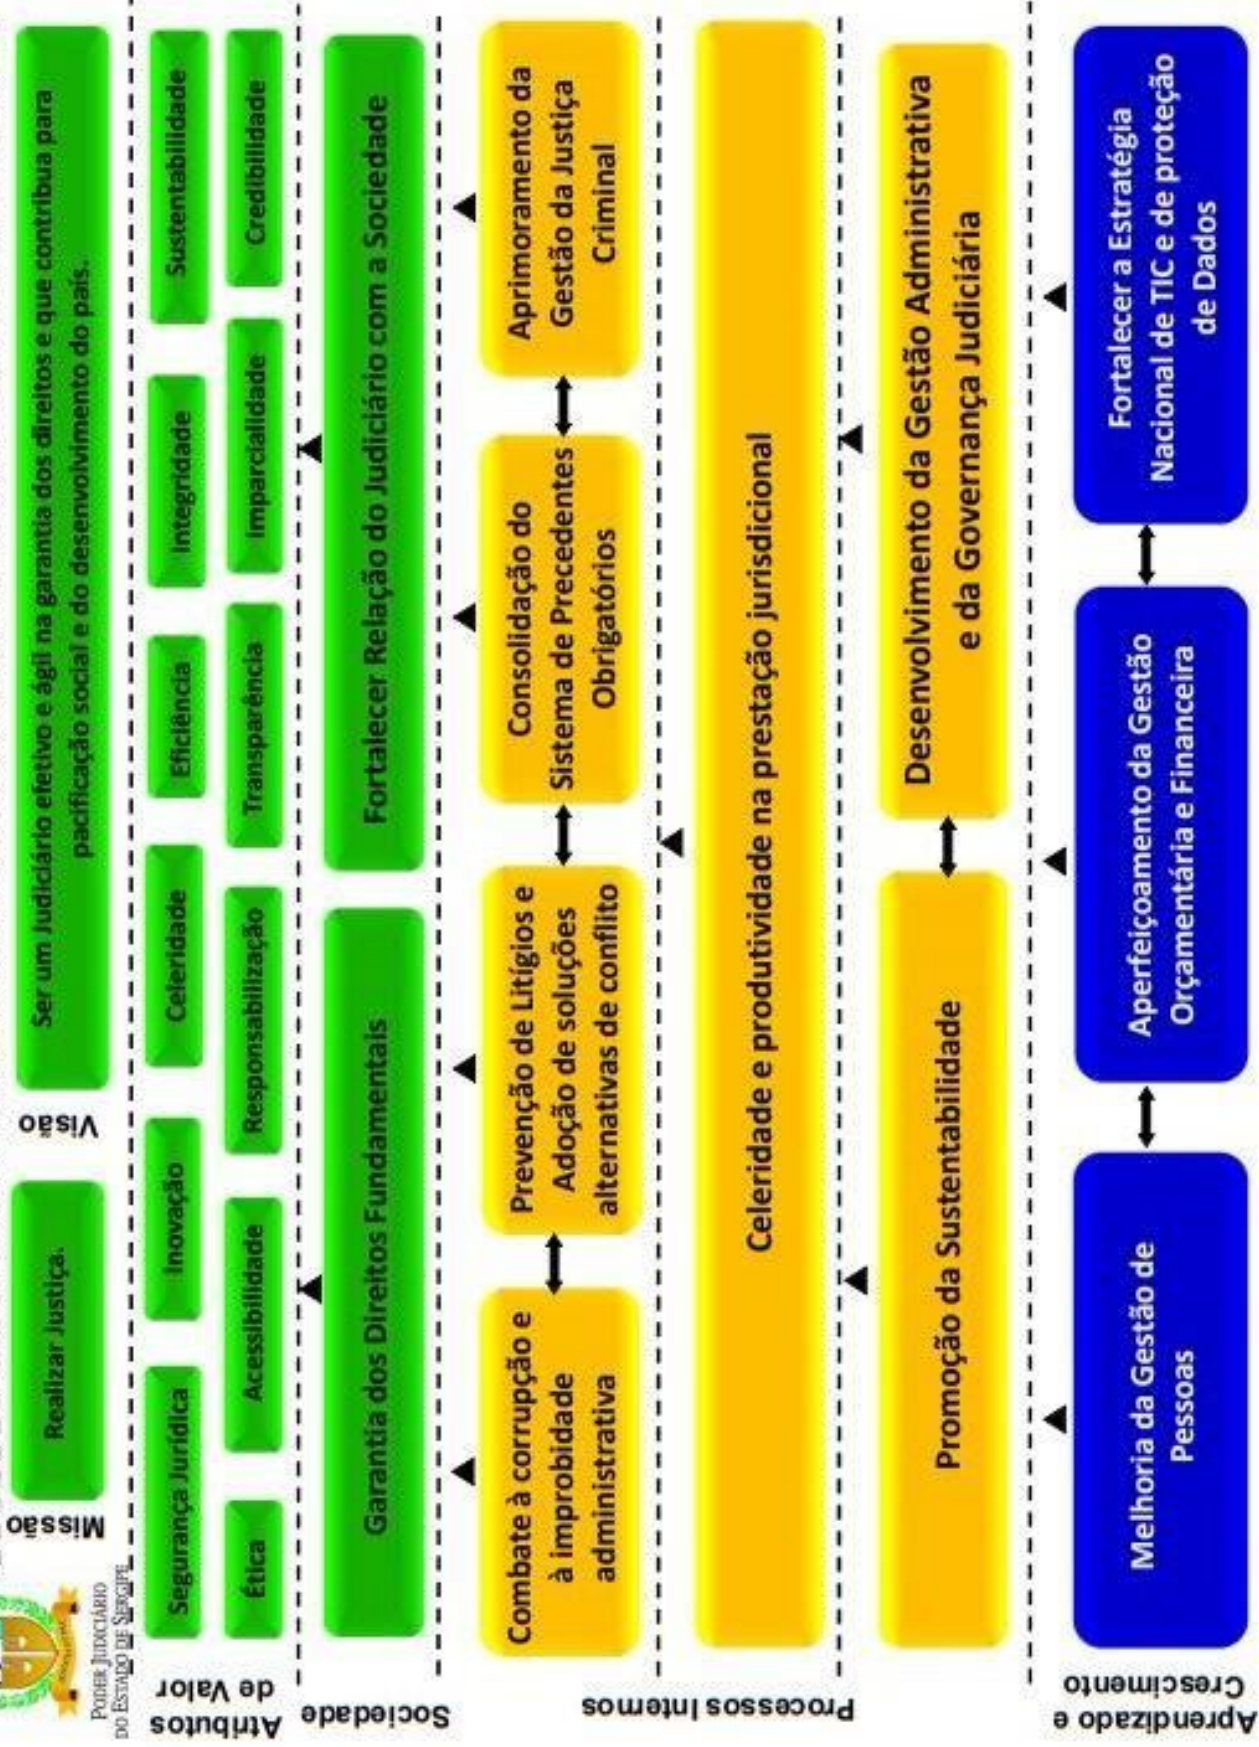 PODER JUDICIÁRIO
DO ESTADO DE SERGIPE
Missão
Realizar Justiça.
Visão
Ser um Judiciário efetivo e ágil na garantia dos direitos e que contribua para
pacificação social e do desenvolvimento do país.
Atributos
de Valor
Segurança Jurídica
Inovação
Celeridade
Eficiência
Integridade
Sustentabilidade
Ética
Acessibilidade
Responsabilização
Transparência
Imparcialidade
Credibilidade
Sociedade
Garantia dos Direitos Fundamentais
Fortalecer Relação do Judiciário com a Sociedade
Processos Internos
Combate à corrupção e
à improbidade
administrativa
Prevenção de Litígios e
Adoção de soluções
alternativas de conflito
Consolidação do
Sistema de Precedentes
Obrigatórios
Aprimoramento da
Gestão da Justiça
Criminal
Celeridade e produtividade na prestação jurisdicional
Promoção da Sustentabilidade
Desenvolvimento da Gestão Administrativa
e da Governança Judiciária
Aprendizado e
Crescimento
Melhoria da Gestão de
Pessoas
Aperfeiçoamento da Gestão
Orçamentária e Financeira
Fortalecer a Estratégia
Nacional de TIC e de proteção
de Dados